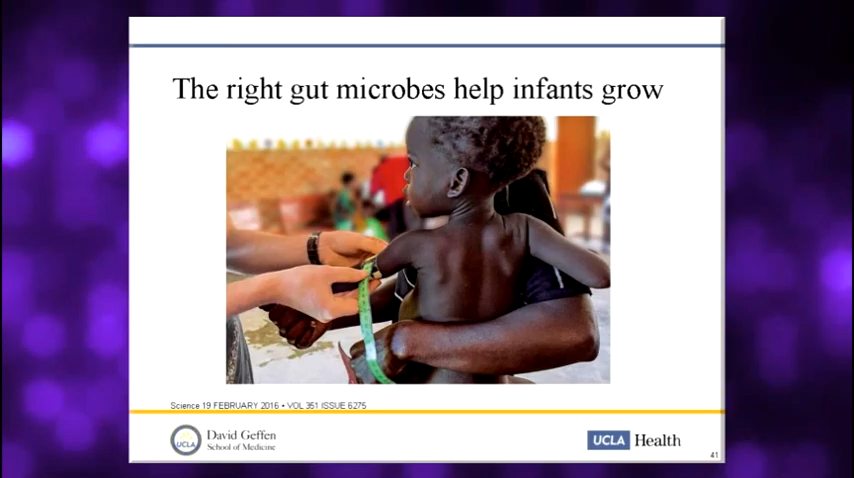 The right gut microbes help infants grow
Science 19 FEBRUARY 2016 • VOL 351 ISSUE 6275
UCLA
David Geffen
School of Medicine
UCLA Health
41